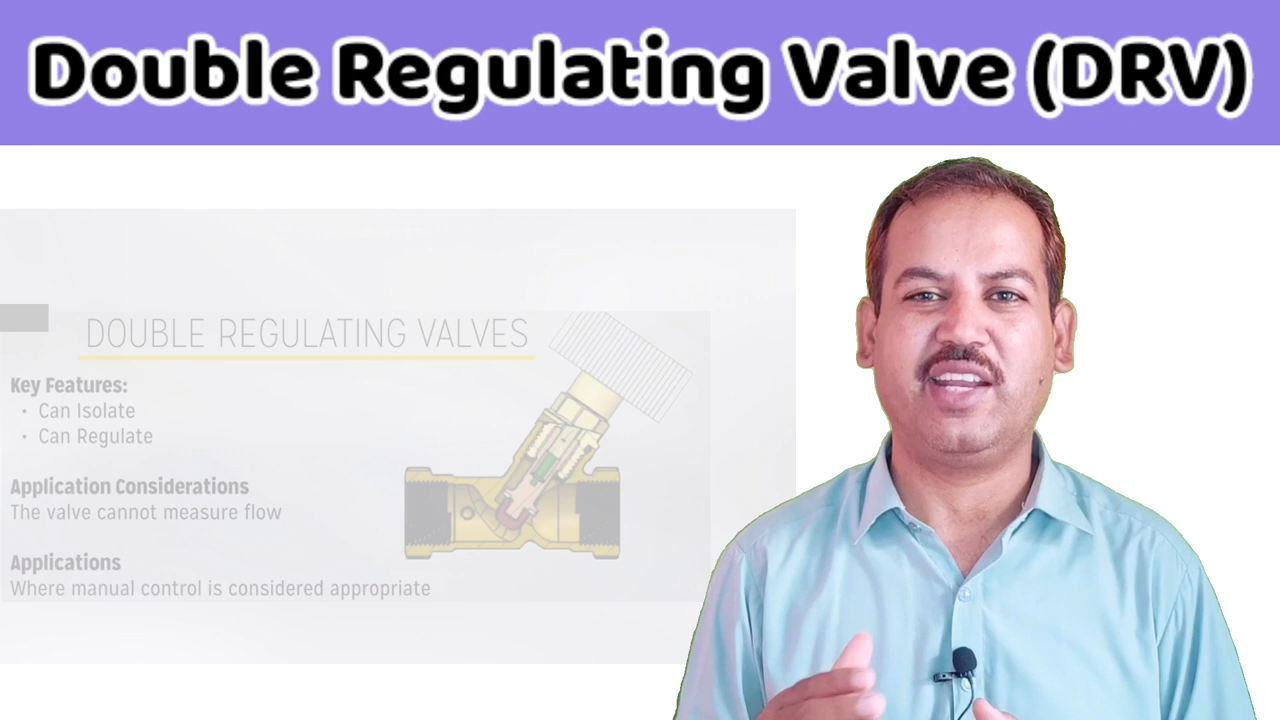 Double Regulating Valve (DRV)
DOUBLE REGULATING VALVES
Key Features:
• Can Isolate
• Can Regulate
Application Considerations
The valve cannot measure flow
Applications
Where manual control is considered appropriate